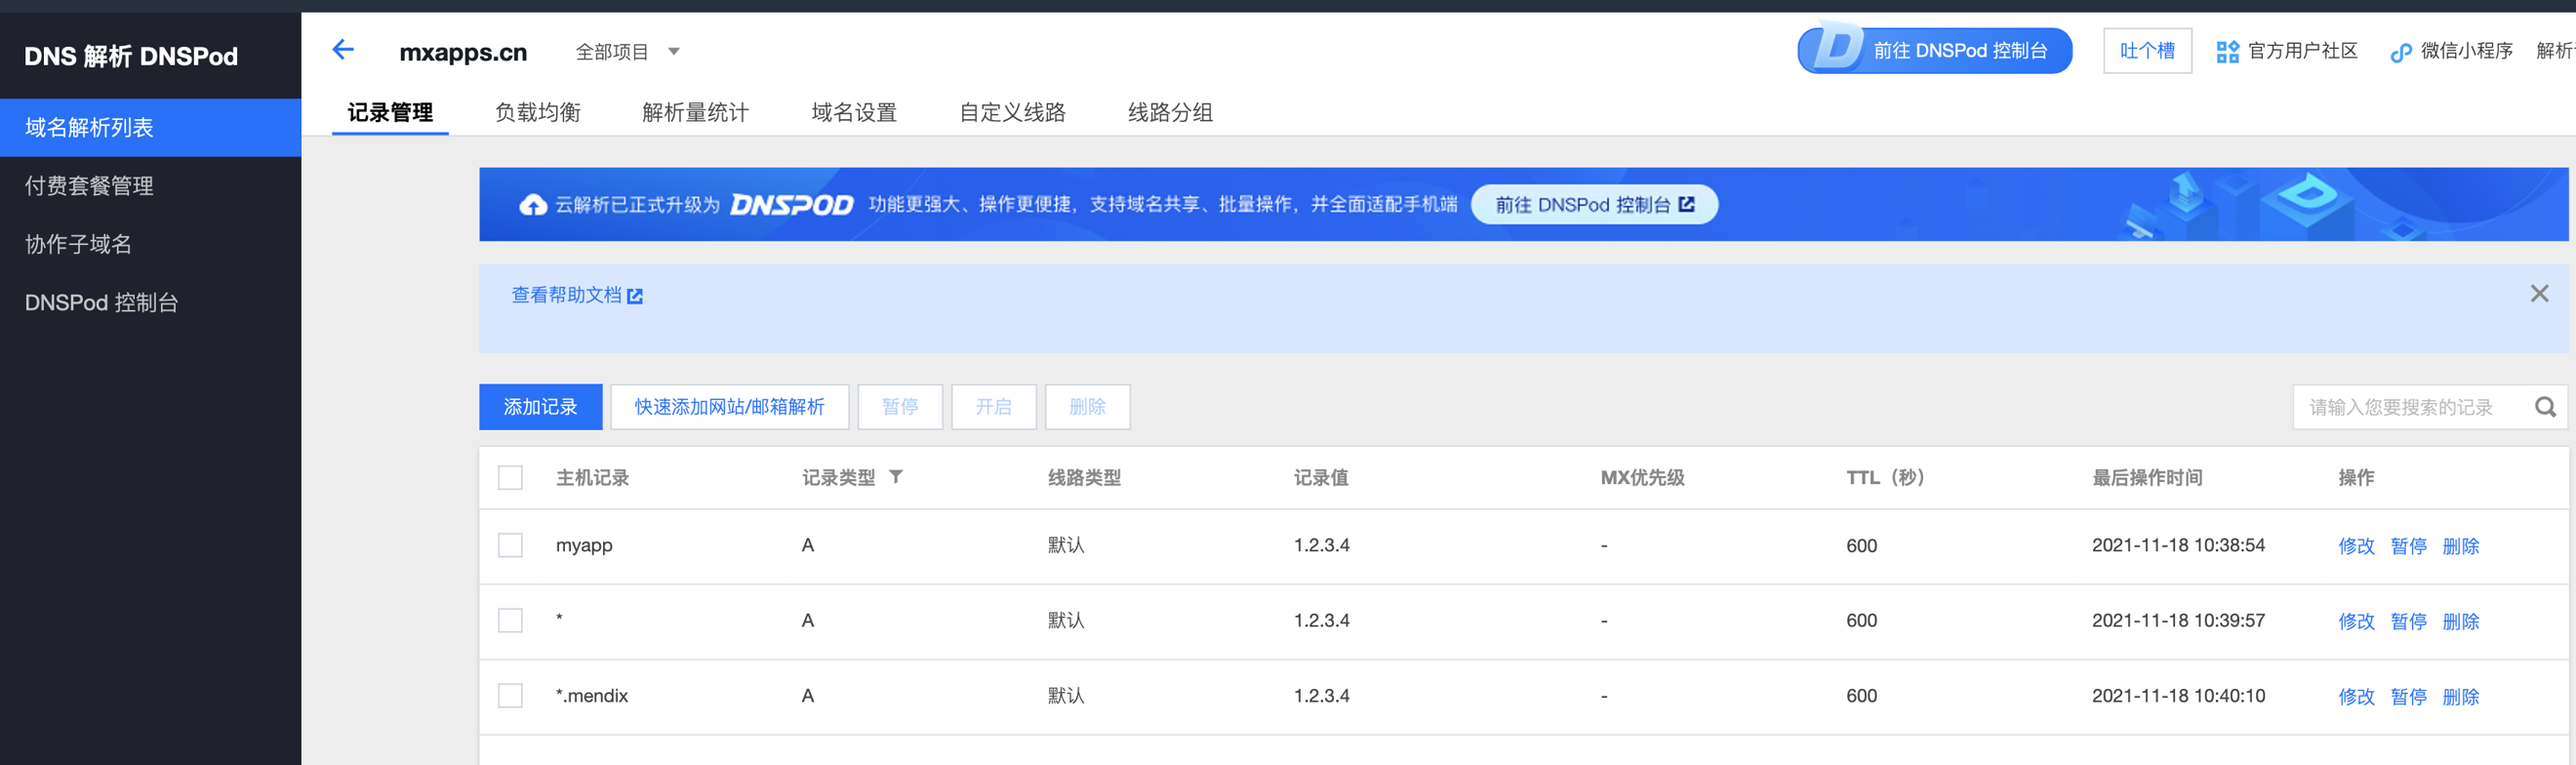 DNS 解析 DNSPod
域名解析列表
付费套餐管理
协作子域名
DNSPod 控制台
mxapps.cn 全部项目
前往 DNSPod 控制台 吐个槽 官方用户社区 微信小程序 解析
记录管理 负载均衡 解析量统计 域名设置 自定义线路 线路分组
云解析已正式升级为 DNSPOD 功能更强大、操作更便捷，支持域名共享、批量操作，并全面适配手机端 前往 DNSPod 控制台
查看帮助文档
添加记录 快速添加网站/邮箱解析 暂停 开启 删除 请输入您要搜索的记录
主机记录 记录类型 线路类型 记录值 MX优先级 TTL（秒） 最后操作时间 操作
myapp A 默认 1.2.3.4 - 600 2021-11-18 10:38:54 修改 暂停 删除
* A 默认 1.2.3.4 - 600 2021-11-18 10:39:57 修改 暂停 删除
*.mendix A 默认 1.2.3.4 - 600 2021-11-18 10:40:10 修改 暂停 删除